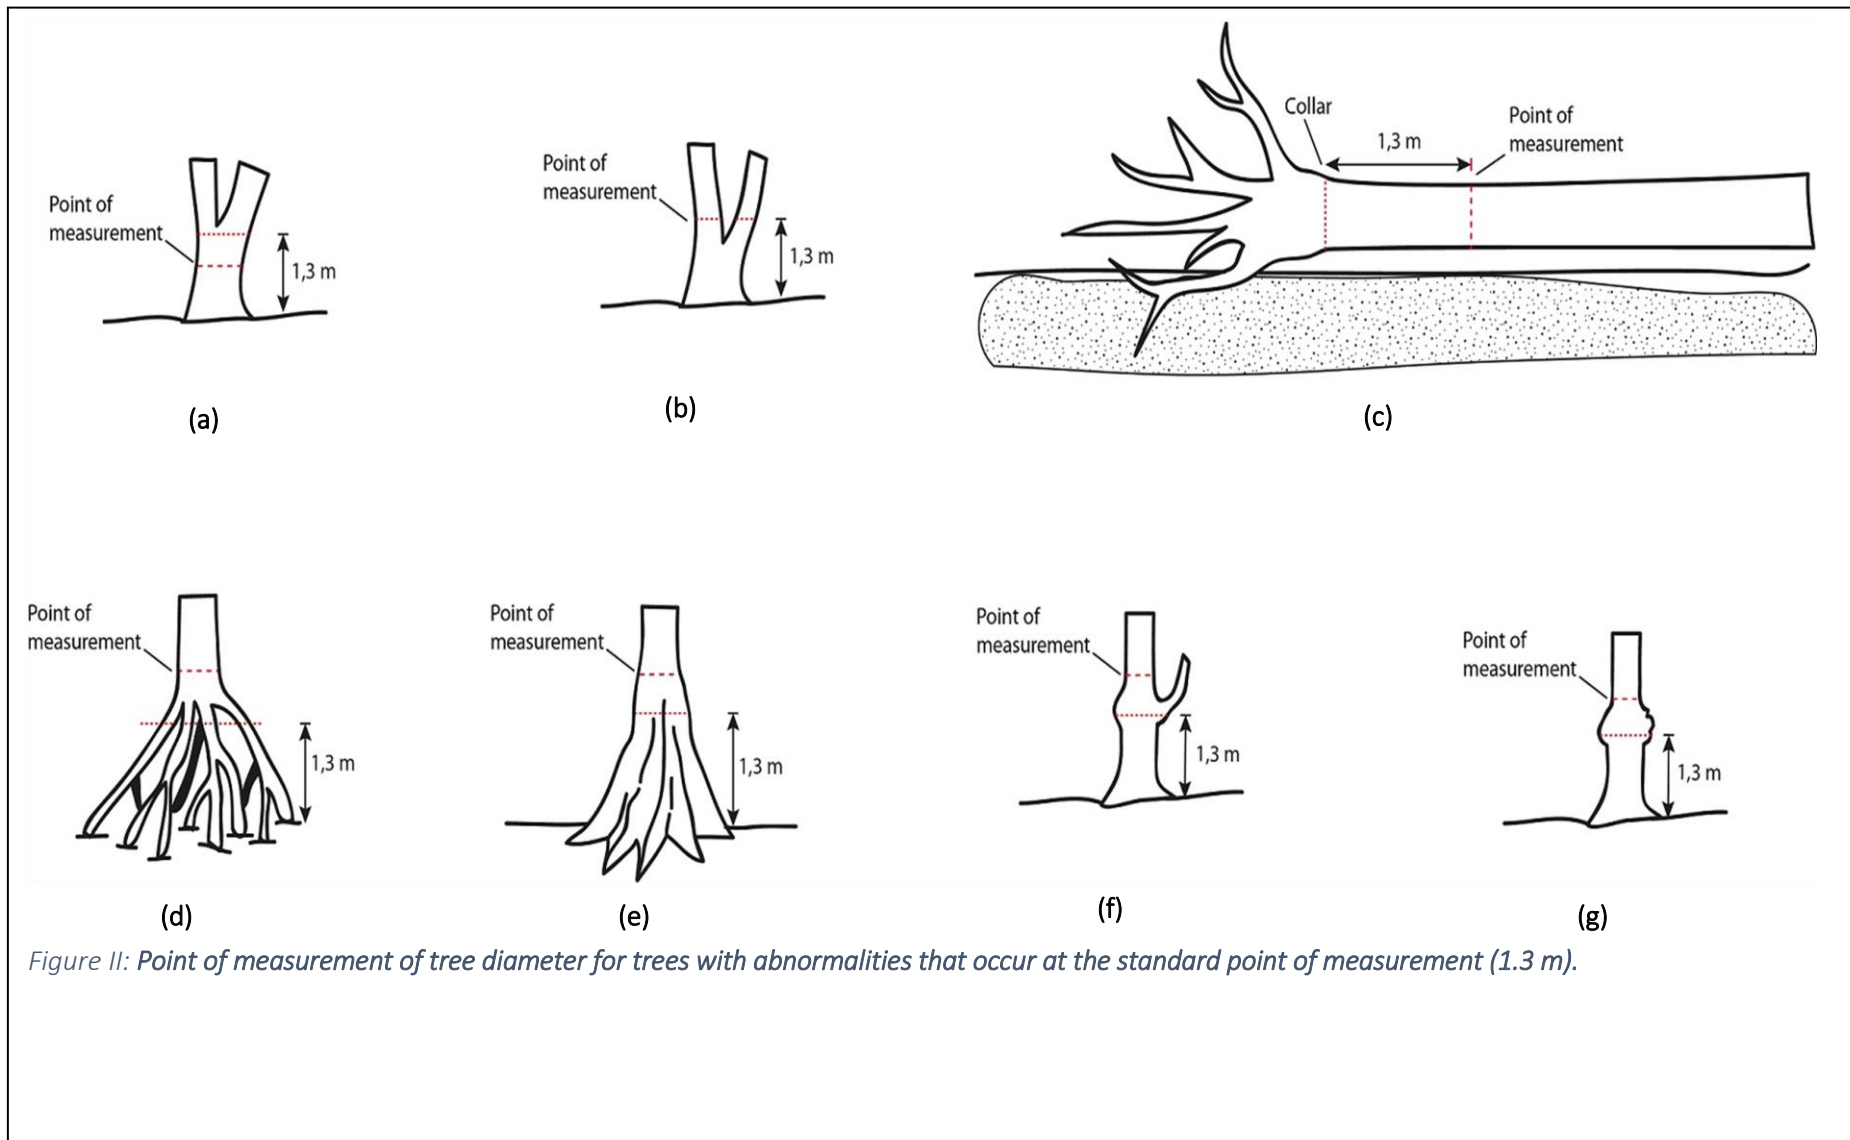 Point of
measurement
1,3 m
(a)
Point of
measurement
1,3 m
(b)
Collar
1,3 m
Point of
measurement
(c)
Point of
measurement
1,3 m
(d)
Point of
measurement
1,3 m
(e)
Point of
measurement
1,3 m
(f)
Point of
measurement
1,3 m
(g)
Figure II: Point of measurement of tree diameter for trees with abnormalities that occur at the standard point of measurement (1.3 m).